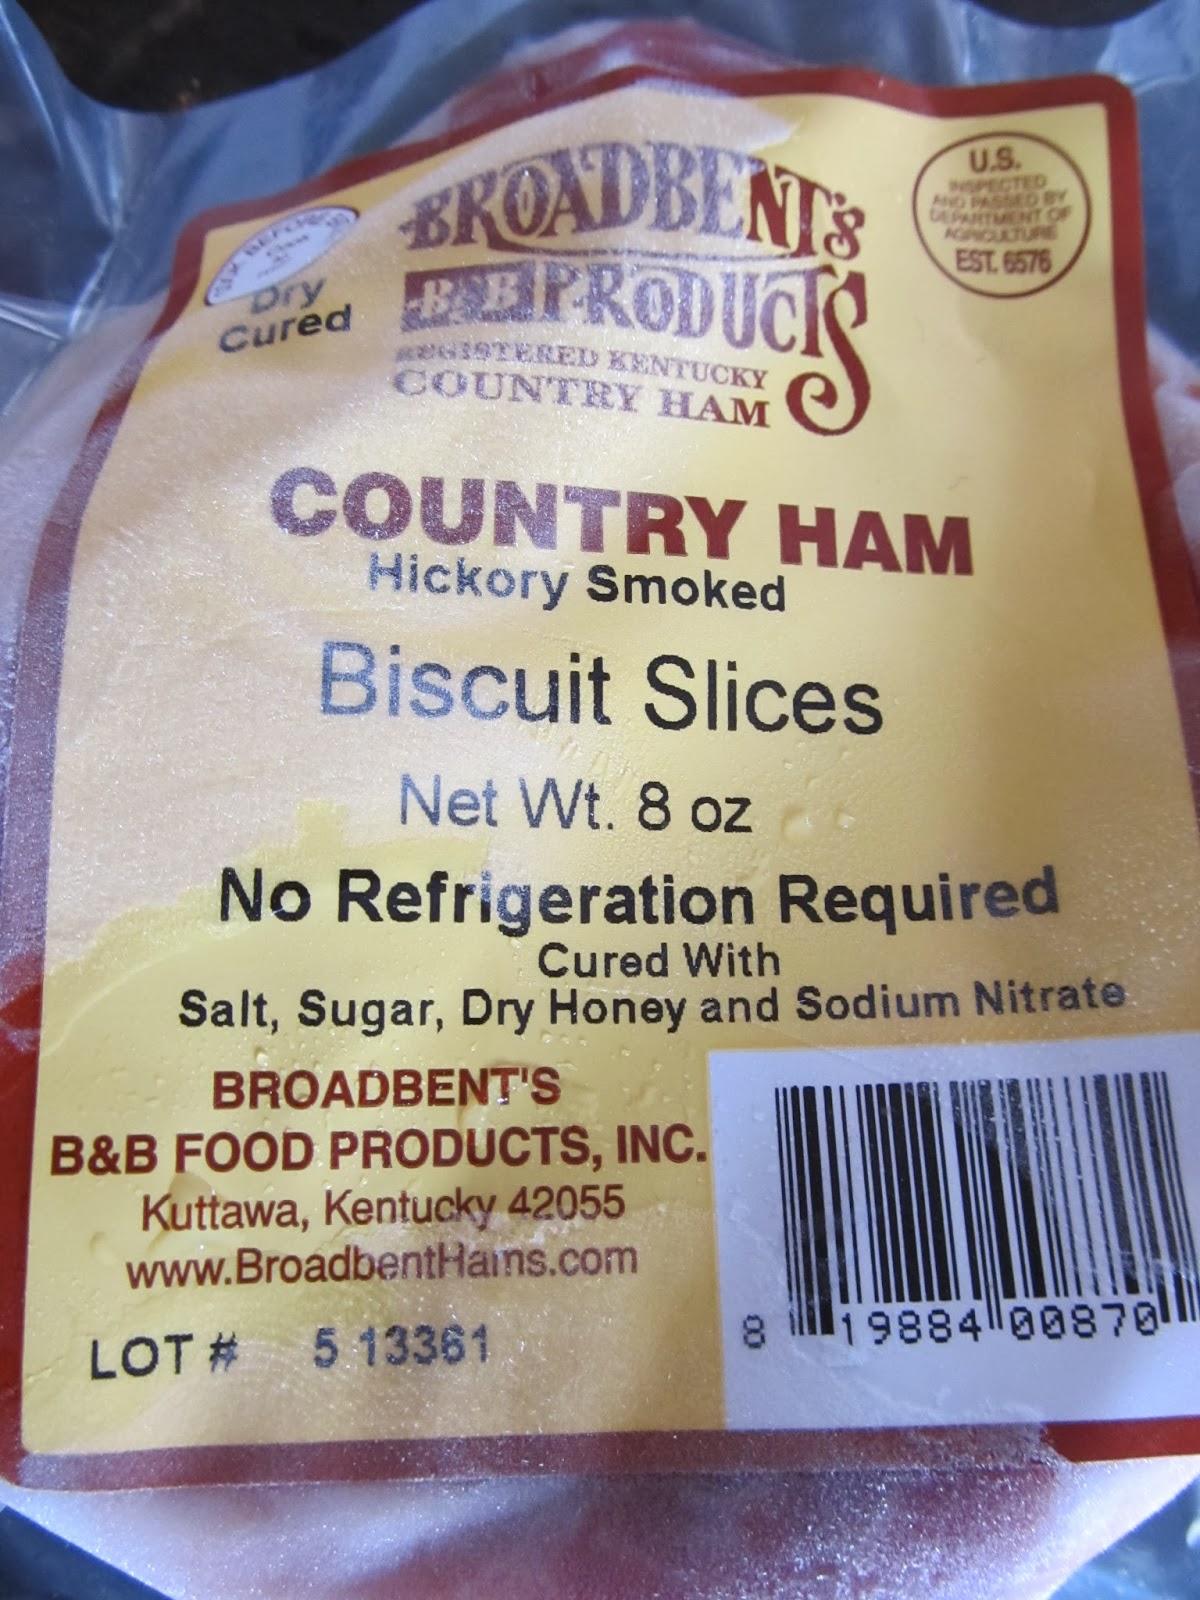 BROADBENT'S
B&B PRODUCTS
REGISTERED KENTUCKY
COUNTRY HAM
U.S.
INSPECTED
AND PASSED BY
DEPARTMENT OF
AGRICULTURE
EST. 6576
Dry
Cured
COUNTRY HAM
Hickory Smoked
Biscuit Slices
Net Wt. 8 oz
No Refrigeration Required
Cured With
Salt, Sugar, Dry Honey and Sodium Nitrate
BROADBENT'S
B&B FOOD PRODUCTS, INC.
Kuttawa, Kentucky 42055
www.BroadbentHams.com
LOT # 5 13361
8 19884 00870